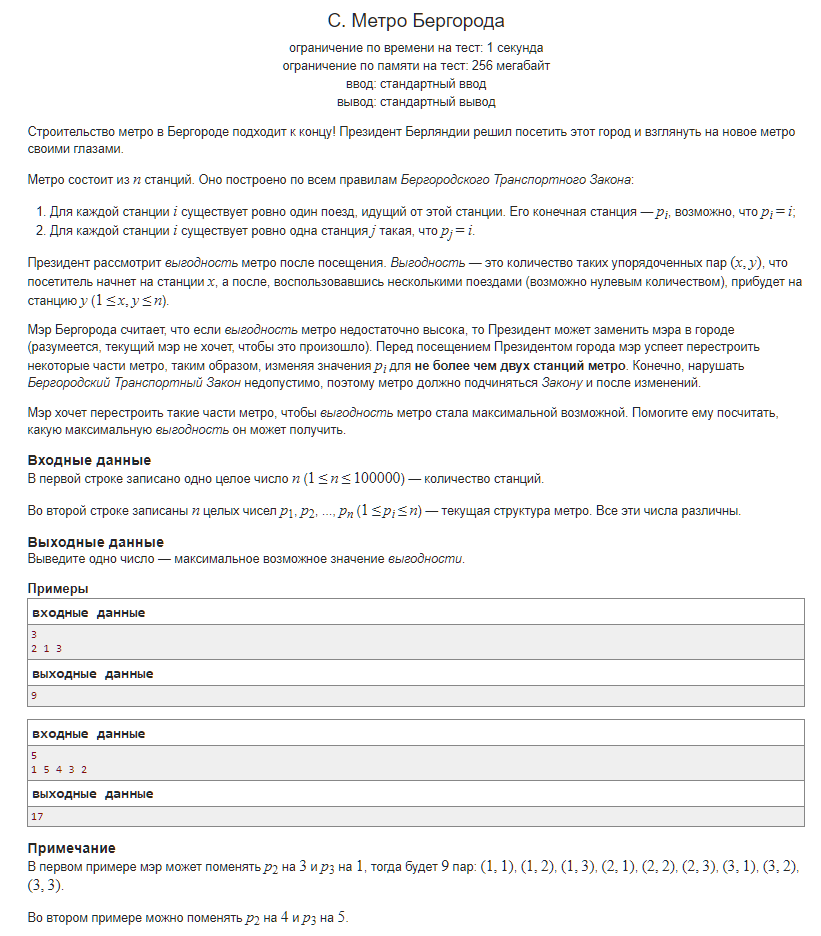 C. Метро Бергорода
ограничение по времени на тест: 1 секунда
ограничение по памяти на тест: 256 мегабайт
ввод: стандартный ввод
вывод: стандартный вывод
Строительство метро в Бергороде подходит к концу! Президент Берляндии решил посетить этот город и взглянуть на новое метро
своими глазами.
Метро состоит из n станций. Оно построено по всем правилам Бергородского Транспортного Закона:
1. Для каждой станции i существует ровно один поезд, идущий от этой станции. Его конечная станция — p_i, возможно, что p_i = i;
2. Для каждой станции i существует ровно одна станция j такая, что p_j = i.
Президент рассмотрит выгодность метро после посещения. Выгодность — это количество таких упорядоченных пар (x, y), что
посетитель начнет на станции x, а после, воспользовавшись несколькими поездами (возможно нулевым количеством), прибудет на
станцию y (1 ≤ x, y ≤ n).
Мэр Бергорода считает, что если выгодность метро недостаточно высока, то Президент может заменить мэра в городе
(разумеется, текущий мэр не хочет, чтобы это произошло). Перед посещением Президентом города мэр успеет перестроить
некоторые части метро, таким образом, изменяя значения p_i для не более чем двух станций метро. Конечно, нарушать
Бергородский Транспортный Закон недопустимо, поэтому метро должно подчиняться Закону и после изменений.
Мэр хочет перестроить такие части метро, чтобы выгодность метро стала максимальной возможной. Помогите ему посчитать,
какую максимальную выгодность он может получить.
Входные данные
В первой строке записано одно целое число n (1 ≤ n ≤ 100000) — количество станций.
Во второй строке записаны n целых чисел p_1, p_2, ..., p_n (1 ≤ p_i ≤ n) — текущая структура метро. Все эти числа различны.
Выходные данные
Выведите одно число — максимальное возможное значение выгодности.
Примеры
входные данные
3
2 1 3
выходные данные
9
входные данные
5
1 5 4 3 2
выходные данные
17
Примечание
В первом примере мэр может поменять p_2 на 3 и p_3 на 1, тогда будет 9 пар: (1, 1), (1, 2), (1, 3), (2, 1), (2, 2), (2, 3), (3, 1), (3, 2),
(3, 3).
Во втором примере можно поменять p_2 на 4 и p_3 на 5.